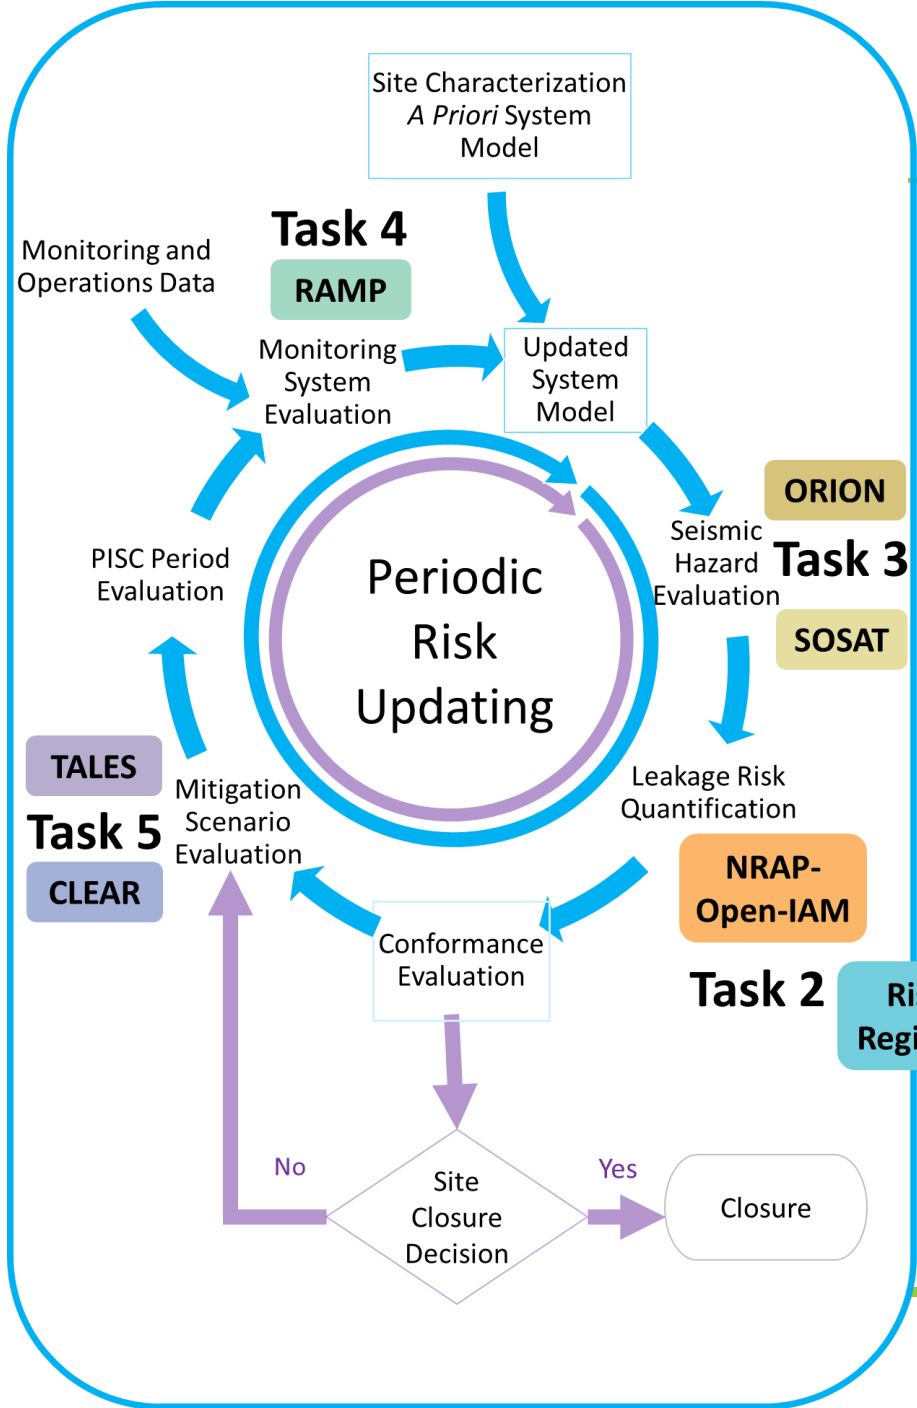 Site Characterization
A Priori System
Model
Task 4
RAMP
Monitoring and
Operations Data
Monitoring
System
Evaluation
Updated
System
Model
ORION
Seismic
Hazard
Evaluation
Task 3
SOSAT
Periodic
Risk
Updating
PISC Period
Evaluation
TALES
Task 5
CLEAR
Mitigation
Scenario
Evaluation
Leakage Risk
Quantification
NRAP-
Open-IAM
Task 2
Conformance
Evaluation
No
Site
Closure
Decision
Yes
Closure